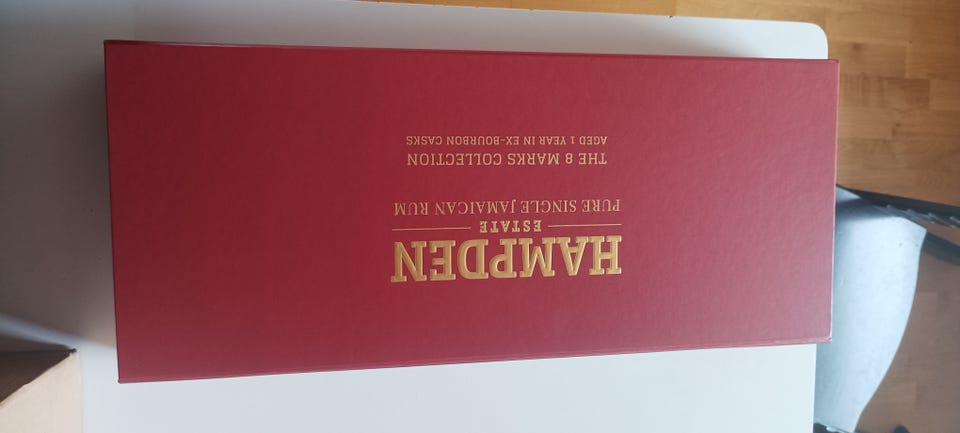 HAMPDEN
ESTATE
PURE SINGLE JAMAICAN RUM
THE 8 MARKS COLLECTION
AGED 1 YEAR IN EX-BOURBON CASKS